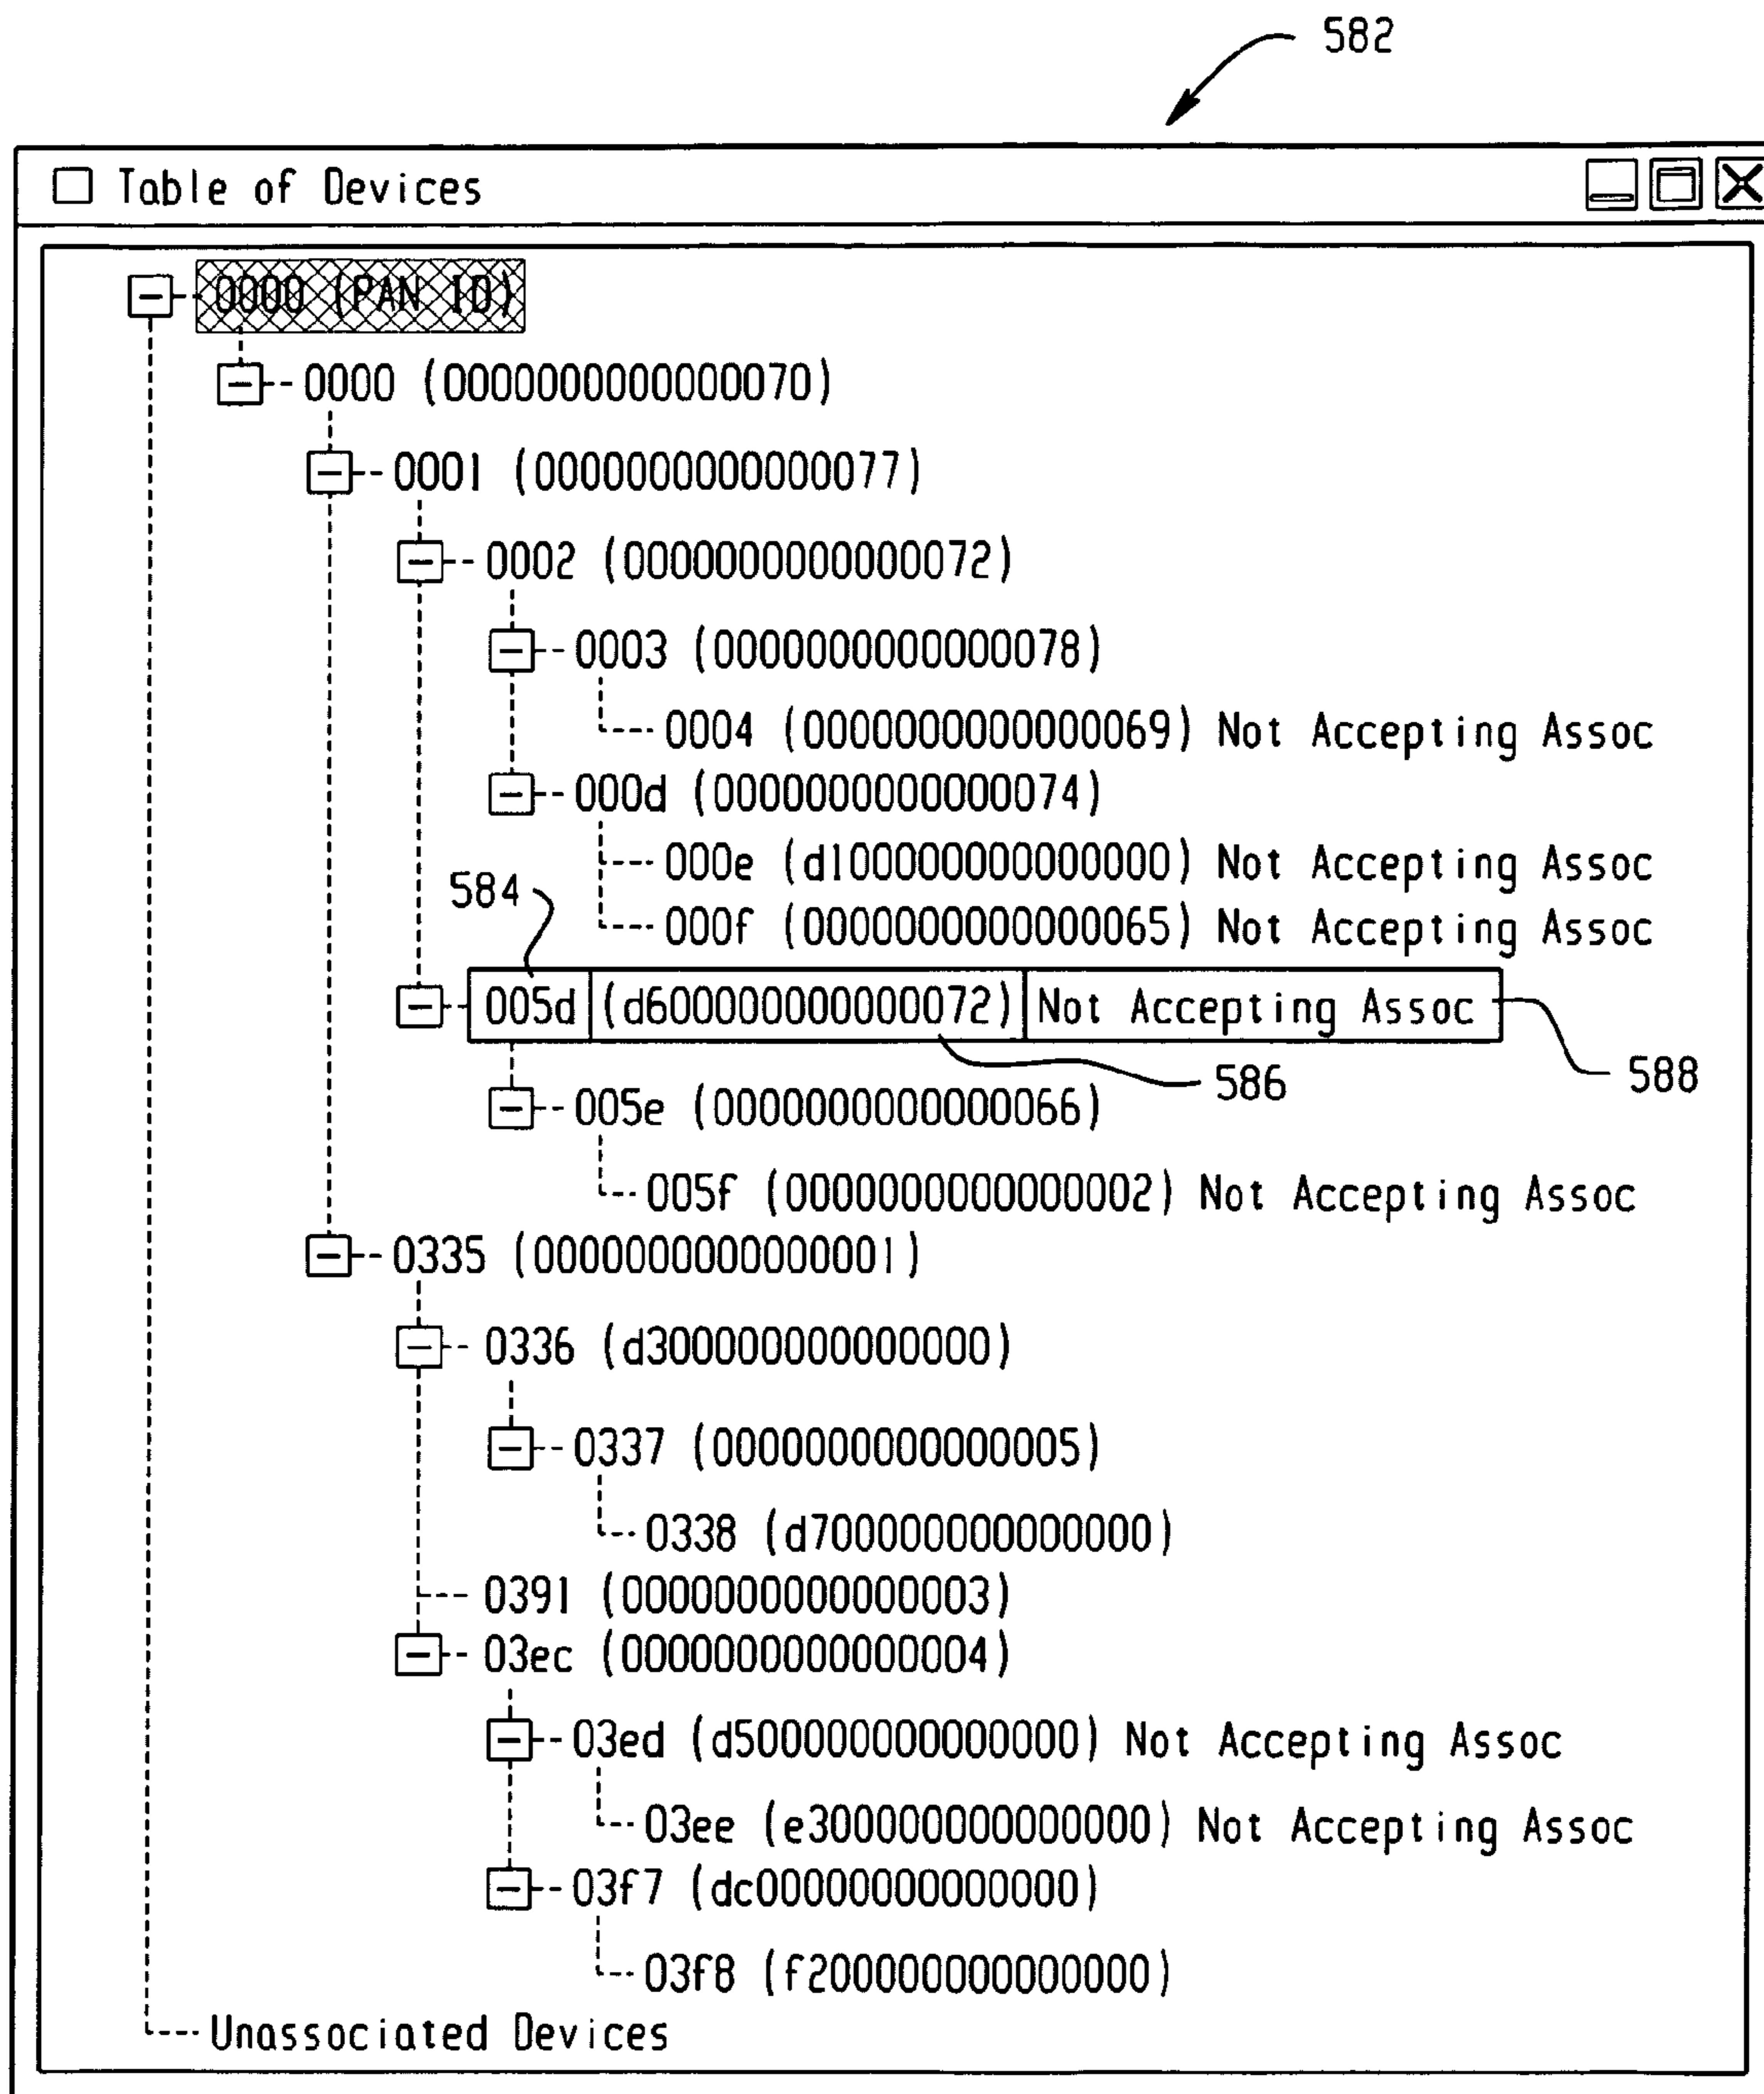 582
Table of Devices
0000 (PAN ID)
0000 (0000000000000070)
0001 (0000000000000077)
0002 (0000000000000072)
0003 (0000000000000078)
0004 (0000000000000069) Not Accepting Assoc
000d (0000000000000074)
000e (d100000000000000) Not Accepting Assoc
584
000f (0000000000000065) Not Accepting Assoc
005d (d600000000000072) Not Accepting Assoc
586
588
005e (0000000000000066)
005f (0000000000000002) Not Accepting Assoc
0335 (0000000000000001)
0336 (d300000000000000)
0337 (0000000000000005)
0338 (d700000000000000)
0391 (0000000000000003)
03ec (0000000000000004)
03ed (d500000000000000) Not Accepting Assoc
03ee (e300000000000000) Not Accepting Assoc
03f7 (dc00000000000000)
03f8 (f200000000000000)
Unassociated Devices